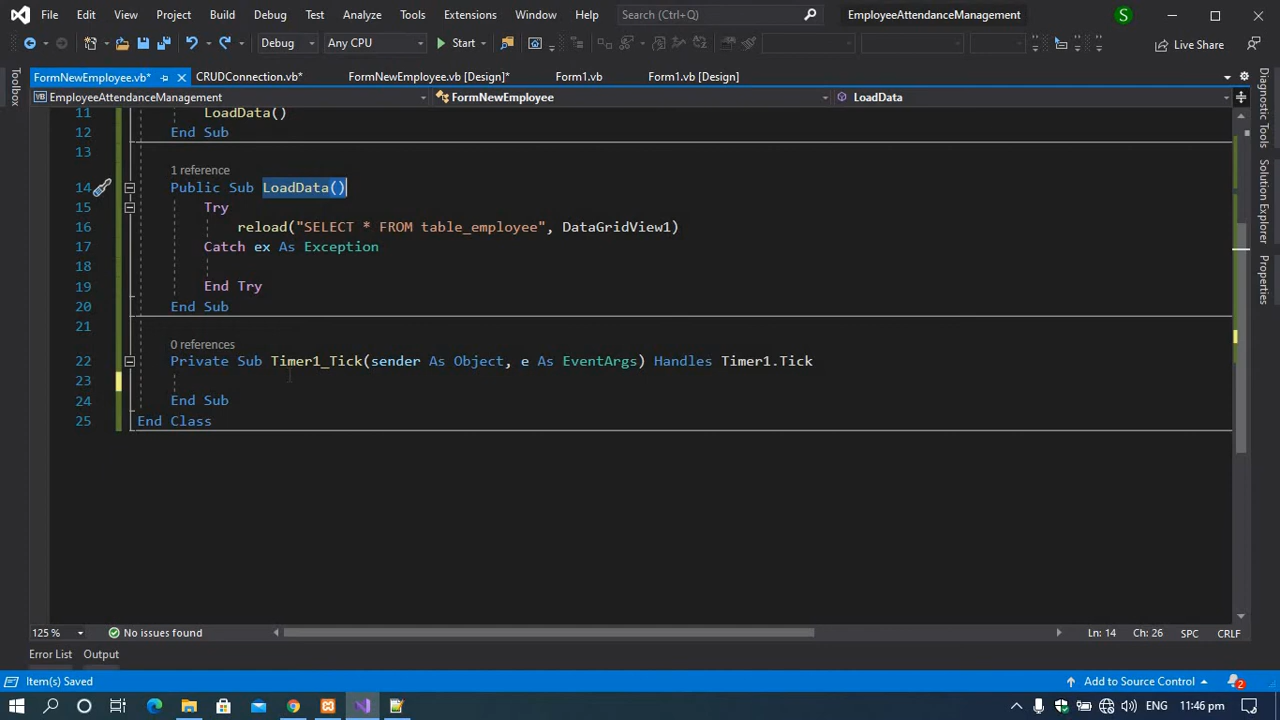 File Edit View Project Build Debug Test Analyze Tools Extensions Window Help Search (Ctrl+Q) EmployeeAttendanceManagement S
Debug Any CPU Start Live Share
FormNewEmployee.vb* CRUDConnection.vb* FormNewEmployee.vb [Design]* Form1.vb Form1.vb [Design]
EmployeeAttendanceManagement FormNewEmployee LoadData
Toolbox
Diagnostic Tools
Solution Explorer
Properties
11 LoadData()
12 End Sub
13
1 reference
14 Public Sub LoadData()
15 Try
16 reload("SELECT * FROM table_employee", DataGridView1)
17 Catch ex As Exception
18
19 End Try
20 End Sub
21
0 references
22 Private Sub Timer1_Tick(sender As Object, e As EventArgs) Handles Timer1.Tick
23
24 End Sub
25 End Class
125 % No issues found Ln: 14 Ch: 26 SPC CRLF
Error List Output
Item(s) Saved Add to Source Control 2
ENG 11:46 pm